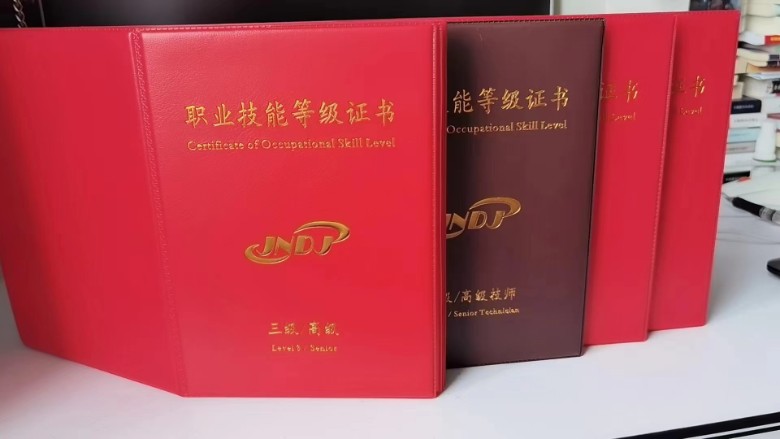 职业技能等级证书
Certificate of Occupational Skill Level
JNDJ
三级 高级
Level 3 / Senior
能等级证书
Occupational Skill Level
JNDJ
/高级技师
/ Senior Technician
证书
Level
书
Level